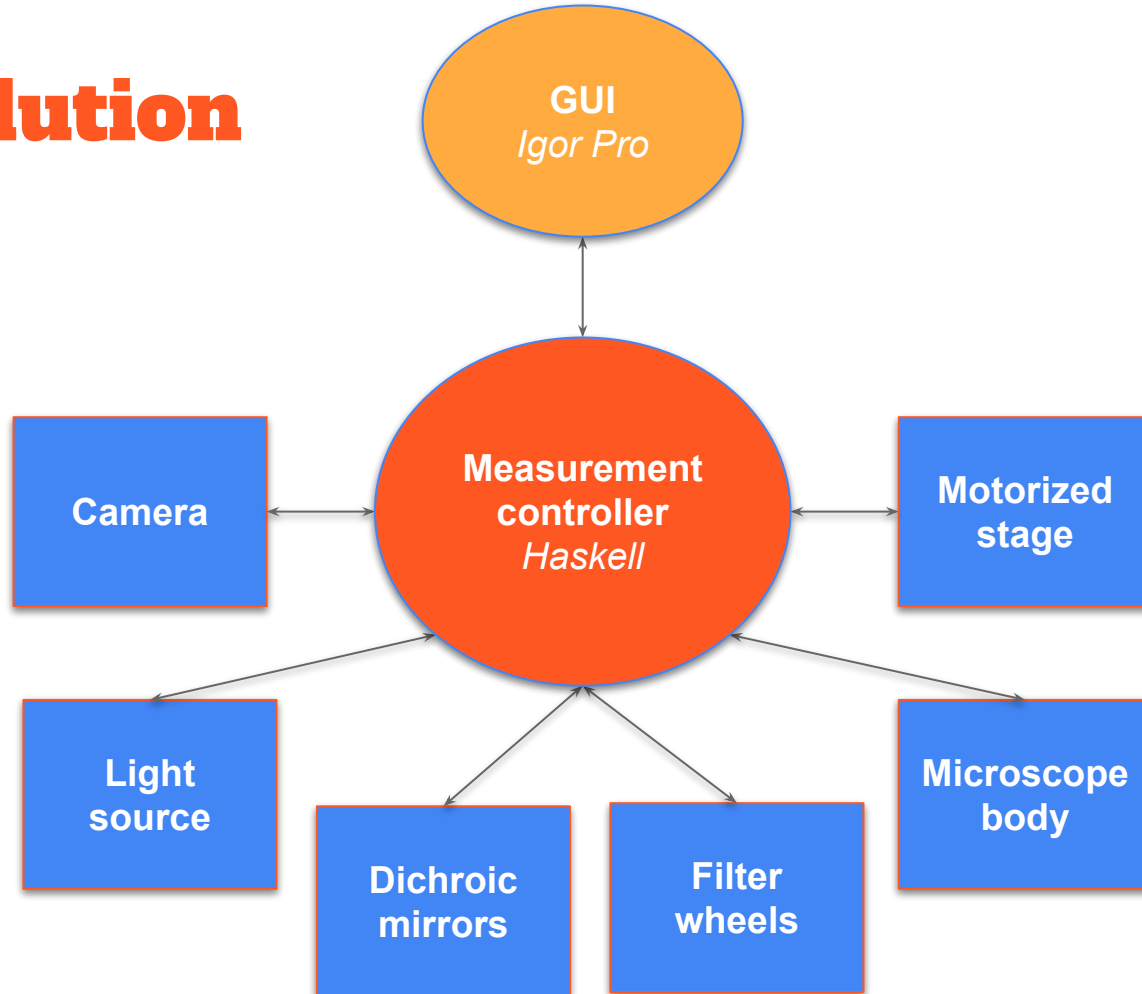 lution
GUI
Igor Pro
Measurement
controller
Haskell
Camera
Motorized
stage
Light
source
Dichroic
mirrors
Filter
wheels
Microscope
body